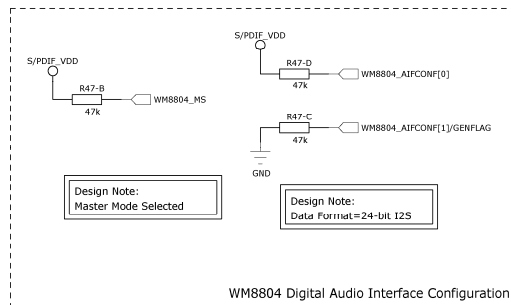 S/PDIF_VDD
S/PDIF_VDD
R47-D
WM8804_AIFCONF[0]
47k
R47-B
WM8804_MS
47k
R47-C
WM8804_AIFCONF[1]/GENFLAG
47k
GND
Design Note:
Master Mode Selected
Design Note:
Data Format=24-bit I2S
WM8804 Digital Audio Interface Configuration